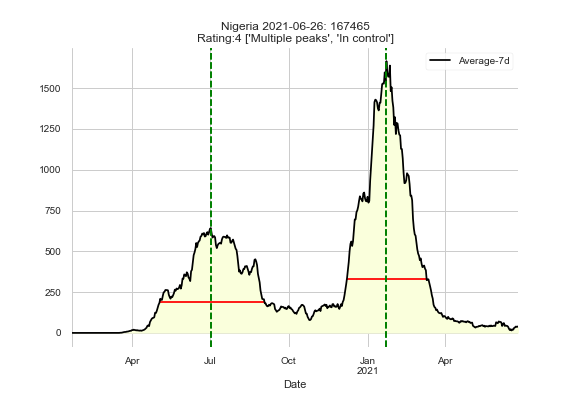 Nigeria 2021-06-26: 167465
Rating:4 ['Multiple peaks', 'In control']
Average-7d
1500
1250
1000
750
500
250
0
Apr
Jul
Oct
Jan
2021
Apr
Date